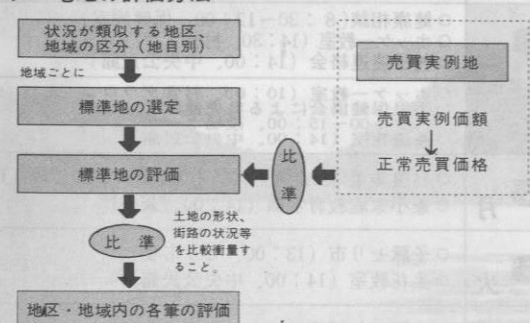 状況が類似する地区、
地域の区分（地目別）
地域ごとに
標準地の選定
標準地の評価
比準
土地の形状、
街路の状況等
を比較衡量す
ること。
比準
地区・地域内の各筆の評価
売買実例地
売買実例価額
正常売買価格